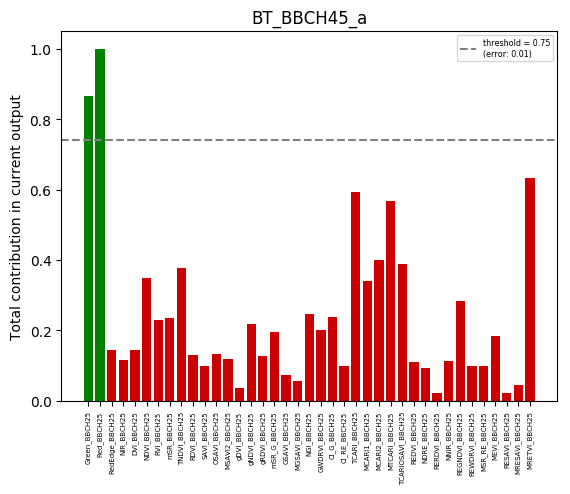 BT_BBCH45_a
threshold = 0.75
(error: 0.01)
Total contribution in current output
1.0
0.8
0.6
0.4
0.2
0.0
Green_BBCH25
Red_BBCH25
RedEdge_BBCH25
NIR_BBCH25
DVI_BBCH25
NDVI_BBCH25
RVI_BBCH25
mSR_BBCH25
TNDVI_BBCH25
RDVI_BBCH25
SAVI_BBCH25
OSAVI_BBCH25
MSAVI2_BBCH25
gDVI_BBCH25
gNDVI_BBCH25
gRDVI_BBCH25
mSR_G_BBCH25
GSAVI_BBCH25
MGSAVI_BBCH25
NGI_BBCH25
GWDRVI_BBCH25
CI_G_BBCH25
CI_RE_BBCH25
TCARI_BBCH25
MCARI1_BBCH25
MCARI2_BBCH25
MTCARI_BBCH25
TCARIOSAVI_BBCH25
REDVI_BBCH25
NDRE_BBCH25
RERDVI_BBCH25
NNIR_BBCH25
REGNDVI_BBCH25
REWDRVI_BBCH25
MSR_RE_BBCH25
MEVI_BBCH25
RESAVI_BBCH25
MRESAVI_BBCH25
MRETVI_BBCH25